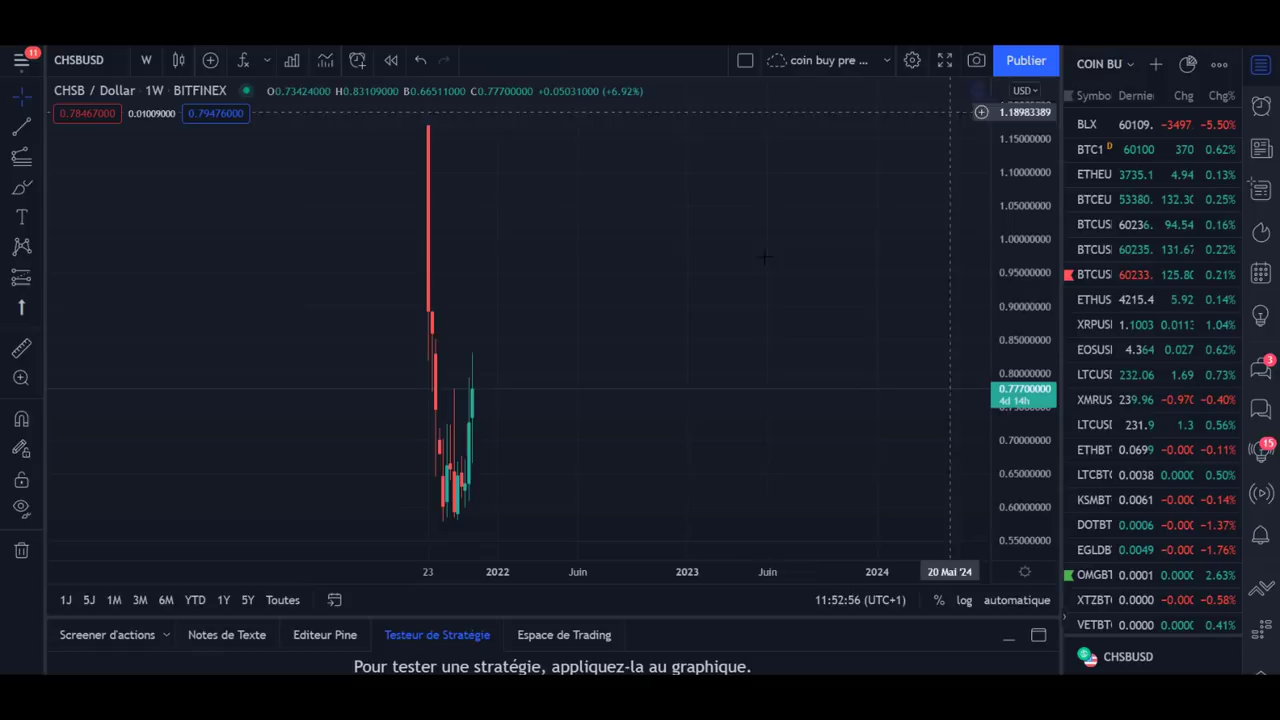 11
CHSBUSD W coin buy pre ... Publier COIN BU
CHSB / Dollar · 1W · BITFINEX O0.73424000 H0.83109000 B0.66511000 C0.77700000 +0.05031000 (+6.92%) USD
0.78467000 0.01009000 0.79476000
1.18983389
1.15000000
1.10000000
1.05000000
1.00000000
0.95000000
0.90000000
0.85000000
0.80000000
0.77700000
4d 14h
0.70000000
0.65000000
0.60000000
0.55000000
23 2022 Juin 2023 Juin 2024 20 Mai '24
1J 5J 1M 3M 6M YTD 1Y 5Y Toutes 11:52:56 (UTC+1) % log automatique
Screener d'actions Notes de Texte Editeur Pine Testeur de Stratégie Espace de Trading
Pour tester une stratégie, appliquez-la au graphique.
Symbo Dernie Chg Chg%
BLX 60109. −3497. −5.50%
BTC1 D 60100 370 0.62%
ETHEU 3735.1 4.94 0.13%
BTCEU 53380. 132.30 0.25%
BTCUS 60236. 94.54 0.16%
BTCUS 60235. 131.67 0.22%
BTCUS 60233. 125.80 0.21%
ETHUS 4215.4 5.92 0.14%
XRPUS 1.1003 0.0113 1.04%
EOSUS 4.364 0.027 0.62%
LTCUS 232.06 1.69 0.73%
XMRUS 239.96 −0.970 −0.40%
LTCUS 231.9 1.3 0.56%
ETHBT 0.0699 −0.000 −0.11%
LTCBT 0.0038 0.0000 0.50%
KSMBT 0.0061 −0.000 −0.14%
DOTBT 0.0006 −0.000 −1.37%
EGLDB 0.0049 −0.000 −1.76%
OMGBT 0.0001 0.0000 2.63%
XTZBT 0.0000 −0.000 −0.58%
VETBT 0.0000 0.0000 0.41%
CHSBUSD
3
15